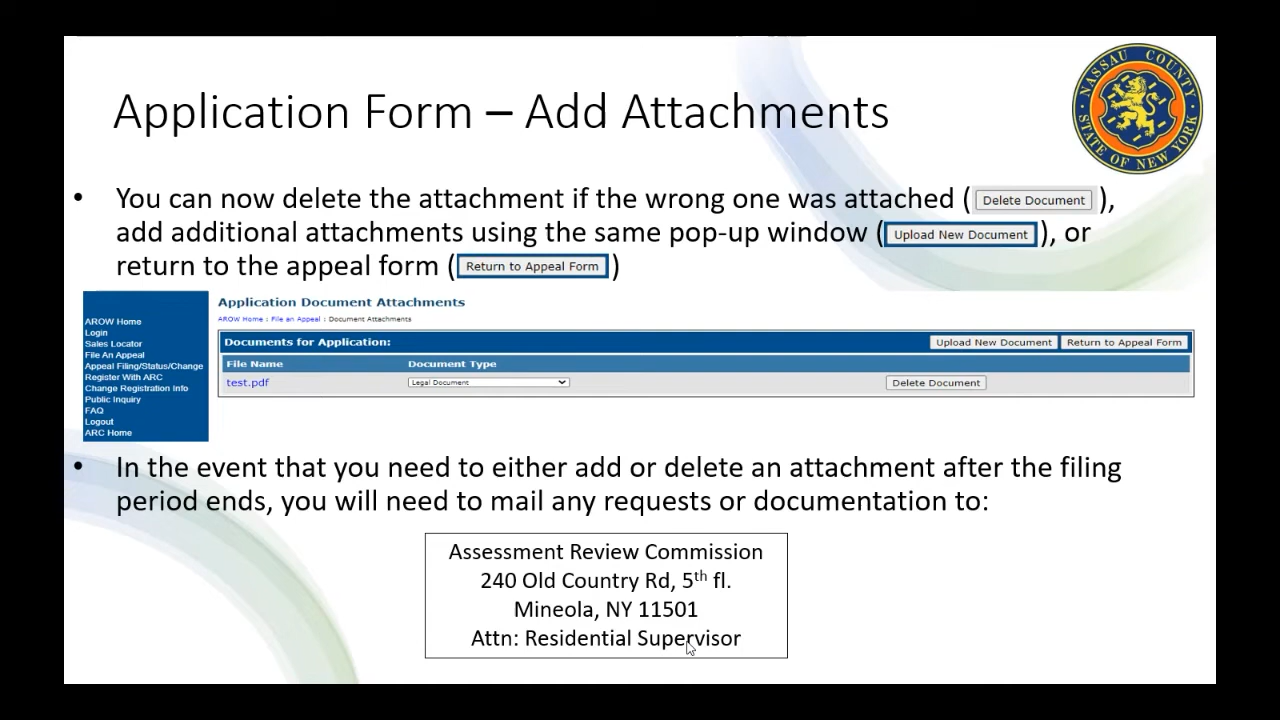 Application Form – Add Attachments
NASSAU COUNTY
STATE OF NEW YORK
• You can now delete the attachment if the wrong one was attached ( Delete Document ),
add additional attachments using the same pop-up window ( Upload New Document ), or
return to the appeal form ( Return to Appeal Form )
AROW Home
Login
Sales Locator
File An Appeal
Appeal Filing/Status/Change
Register With ARC
Change Registration Info
Public Inquiry
FAQ
Logout
ARC Home
Application Document Attachments
AROW Home : File an Appeal : Document Attachments
Documents for Application: Upload New Document Return to Appeal Form
File Name Document Type
test.pdf Legal Document Delete Document
• In the event that you need to either add or delete an attachment after the filing
period ends, you will need to mail any requests or documentation to:
Assessment Review Commission
240 Old Country Rd, 5th fl.
Mineola, NY 11501
Attn: Residential Supervisor